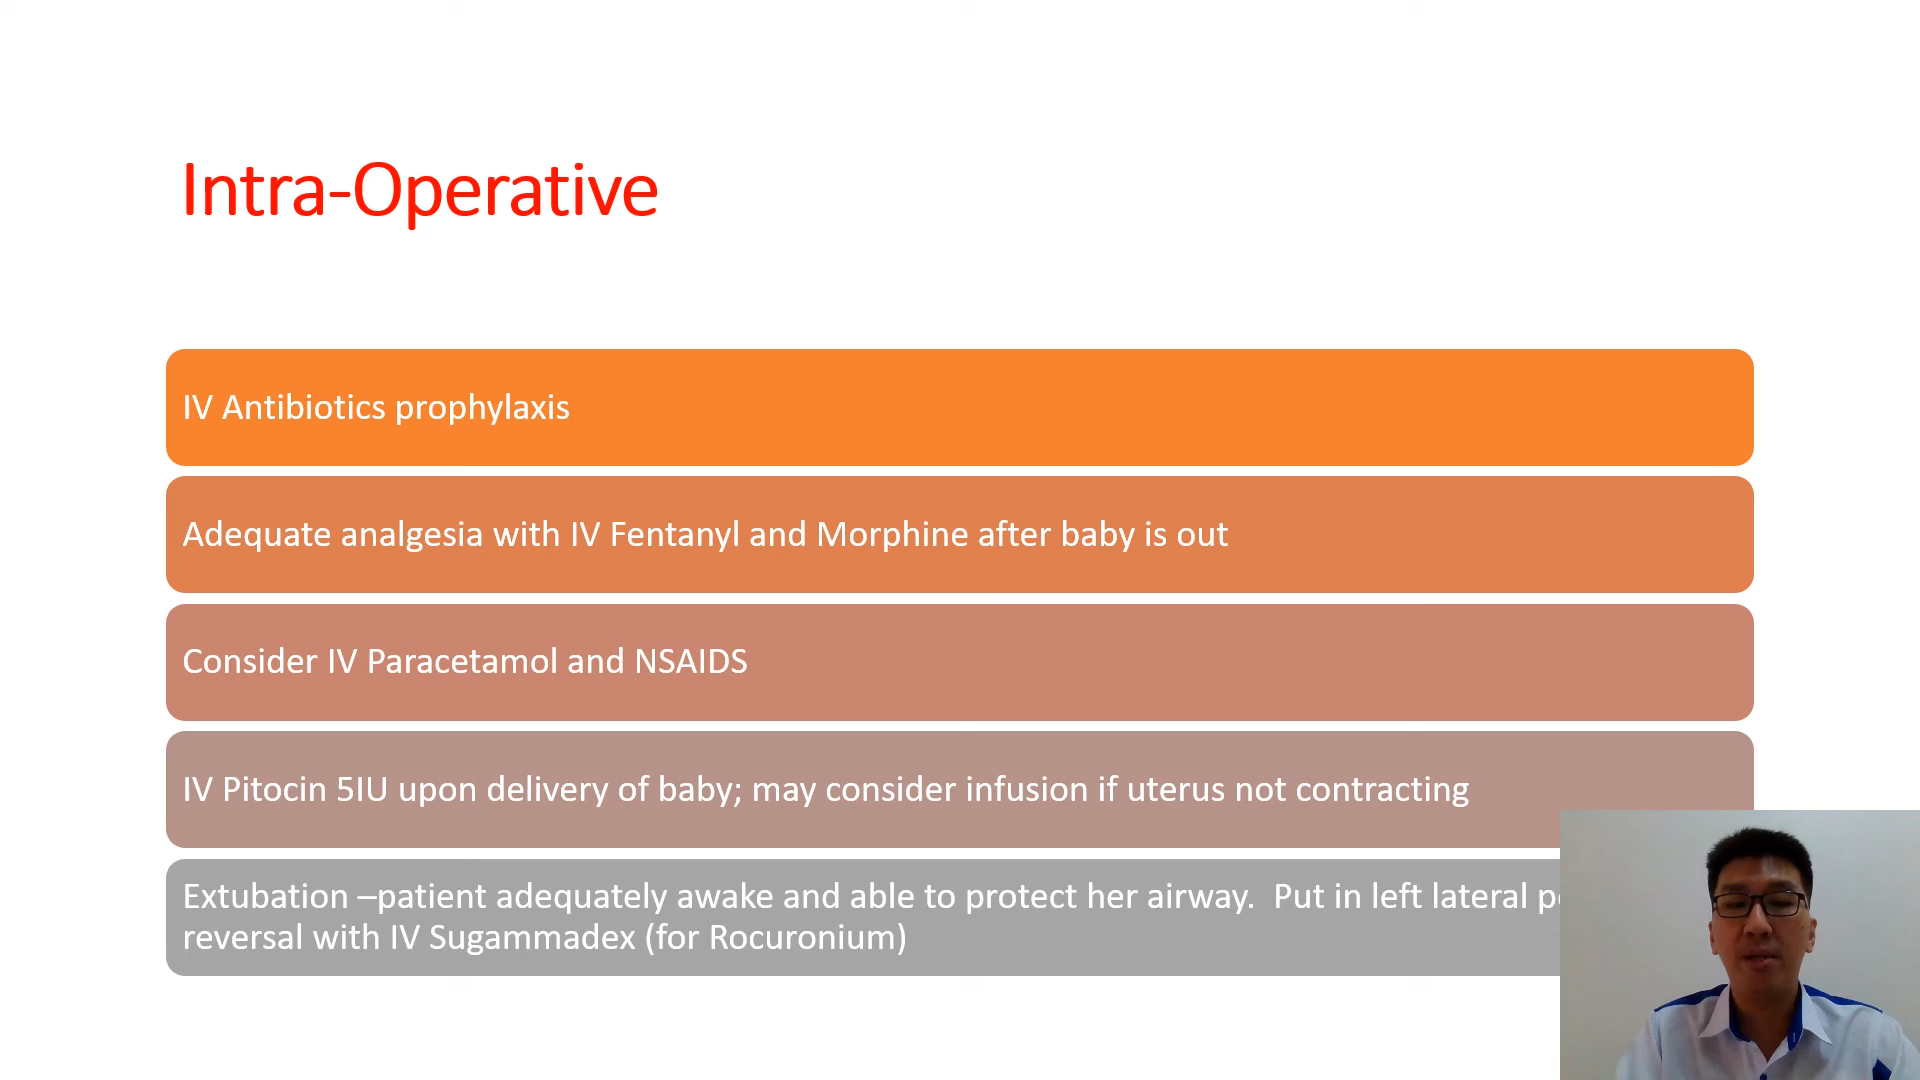 Intra-Operative
IV Antibiotics prophylaxis
Adequate analgesia with IV Fentanyl and Morphine after baby is out
Consider IV Paracetamol and NSAIDS
IV Pitocin 5IU upon delivery of baby; may consider infusion if uterus not contracting
Extubation –patient adequately awake and able to protect her airway. Put in left lateral
reversal with IV Sugammadex (for Rocuronium)